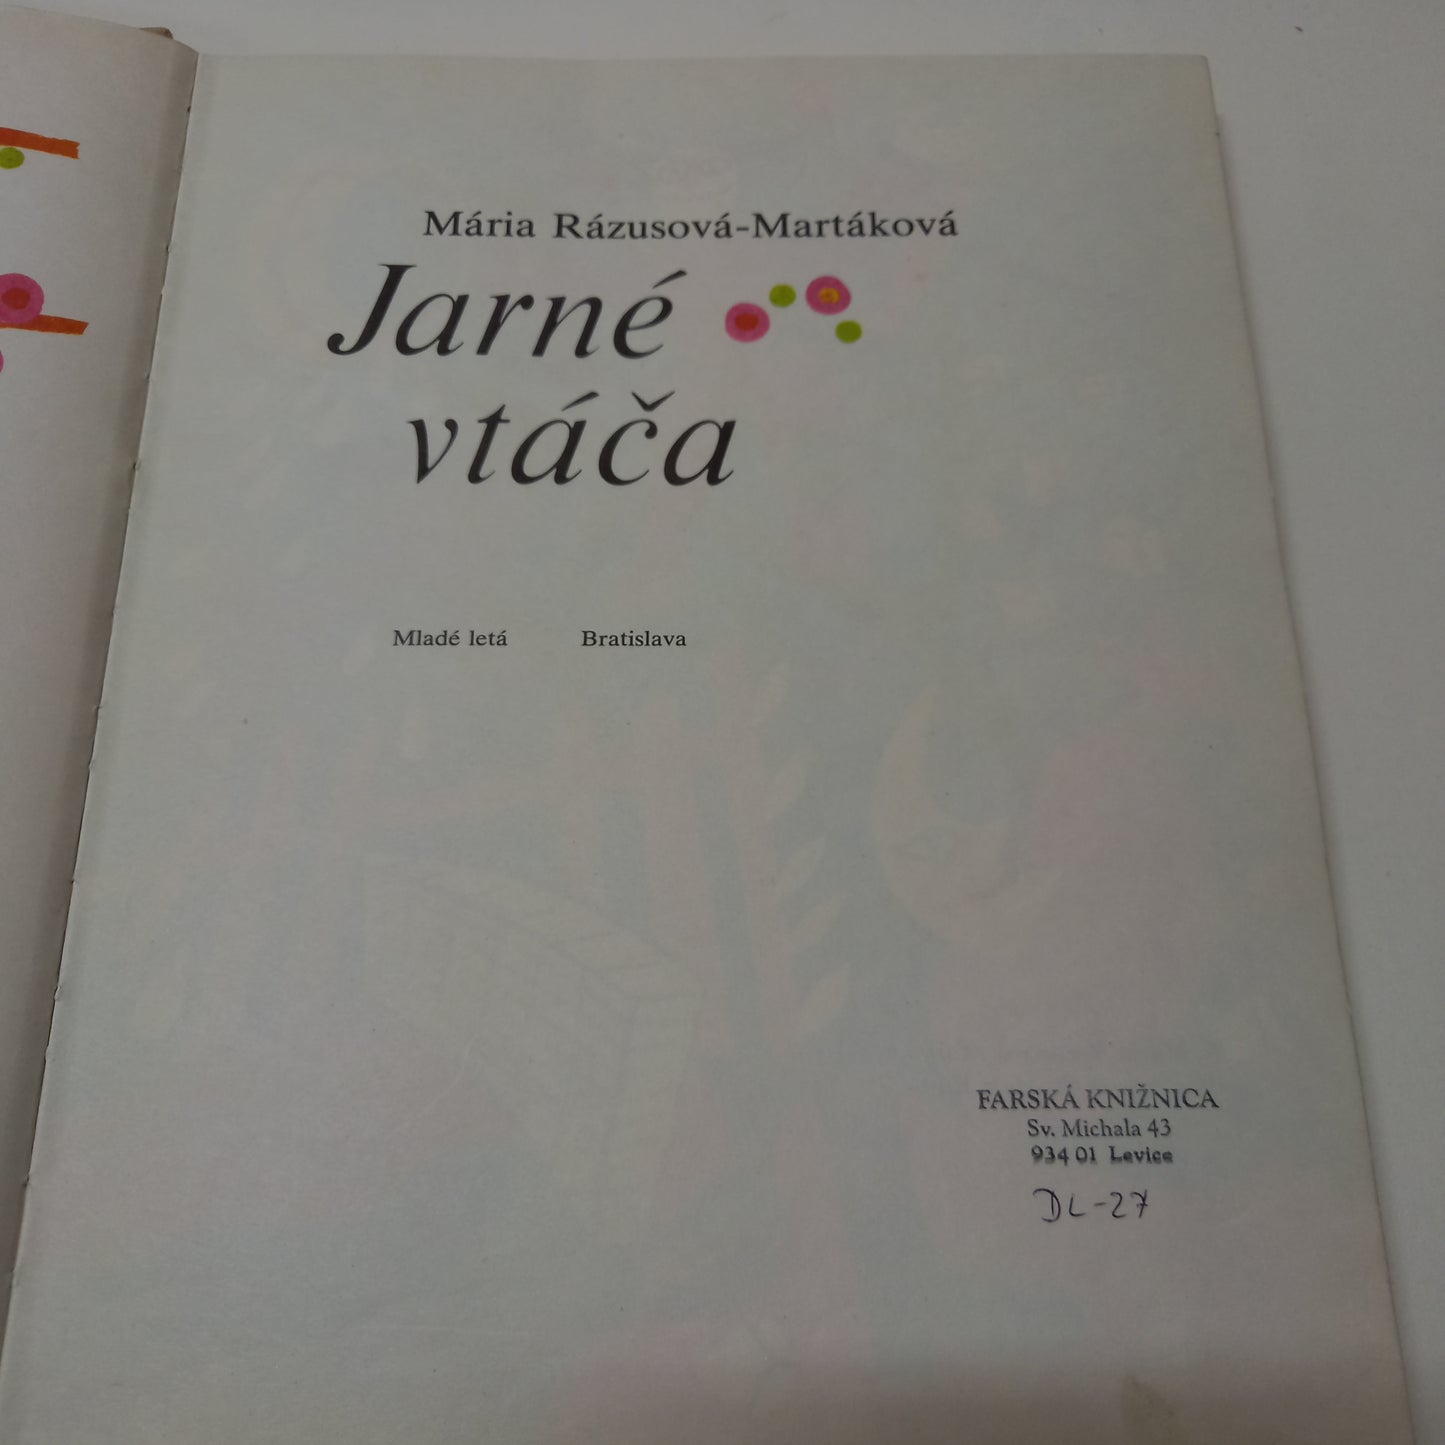 Mária Rázusová-Martáková
Jarné
vtáča
Mladé letá Bratislava
FARSKÁ KNIŽNICA
Sv. Michala 43
934 01 Levice
DL-27